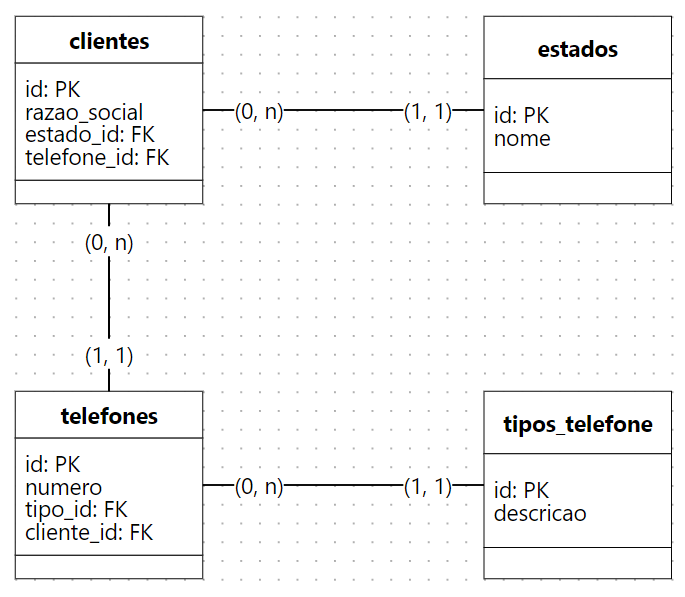 clientes
id: PK
razao_social
estado_id: FK
telefone_id: FK
(0, n)
(1, 1)
estados
id: PK
nome
(0, n)
(1, 1)
telefones
id: PK
numero
tipo_id: FK
cliente_id: FK
(0, n)
(1, 1)
tipos_telefone
id: PK
descricao